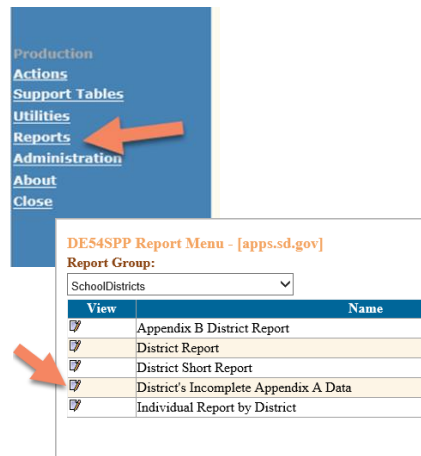 Production
Actions
Support Tables
Utilities
Reports
Administration
About
Close
DE54SPP Report Menu - [apps.sd.gov]
Report Group:
SchoolDistricts
View Name
Appendix B District Report
District Report
District Short Report
District's Incomplete Appendix A Data
Individual Report by District